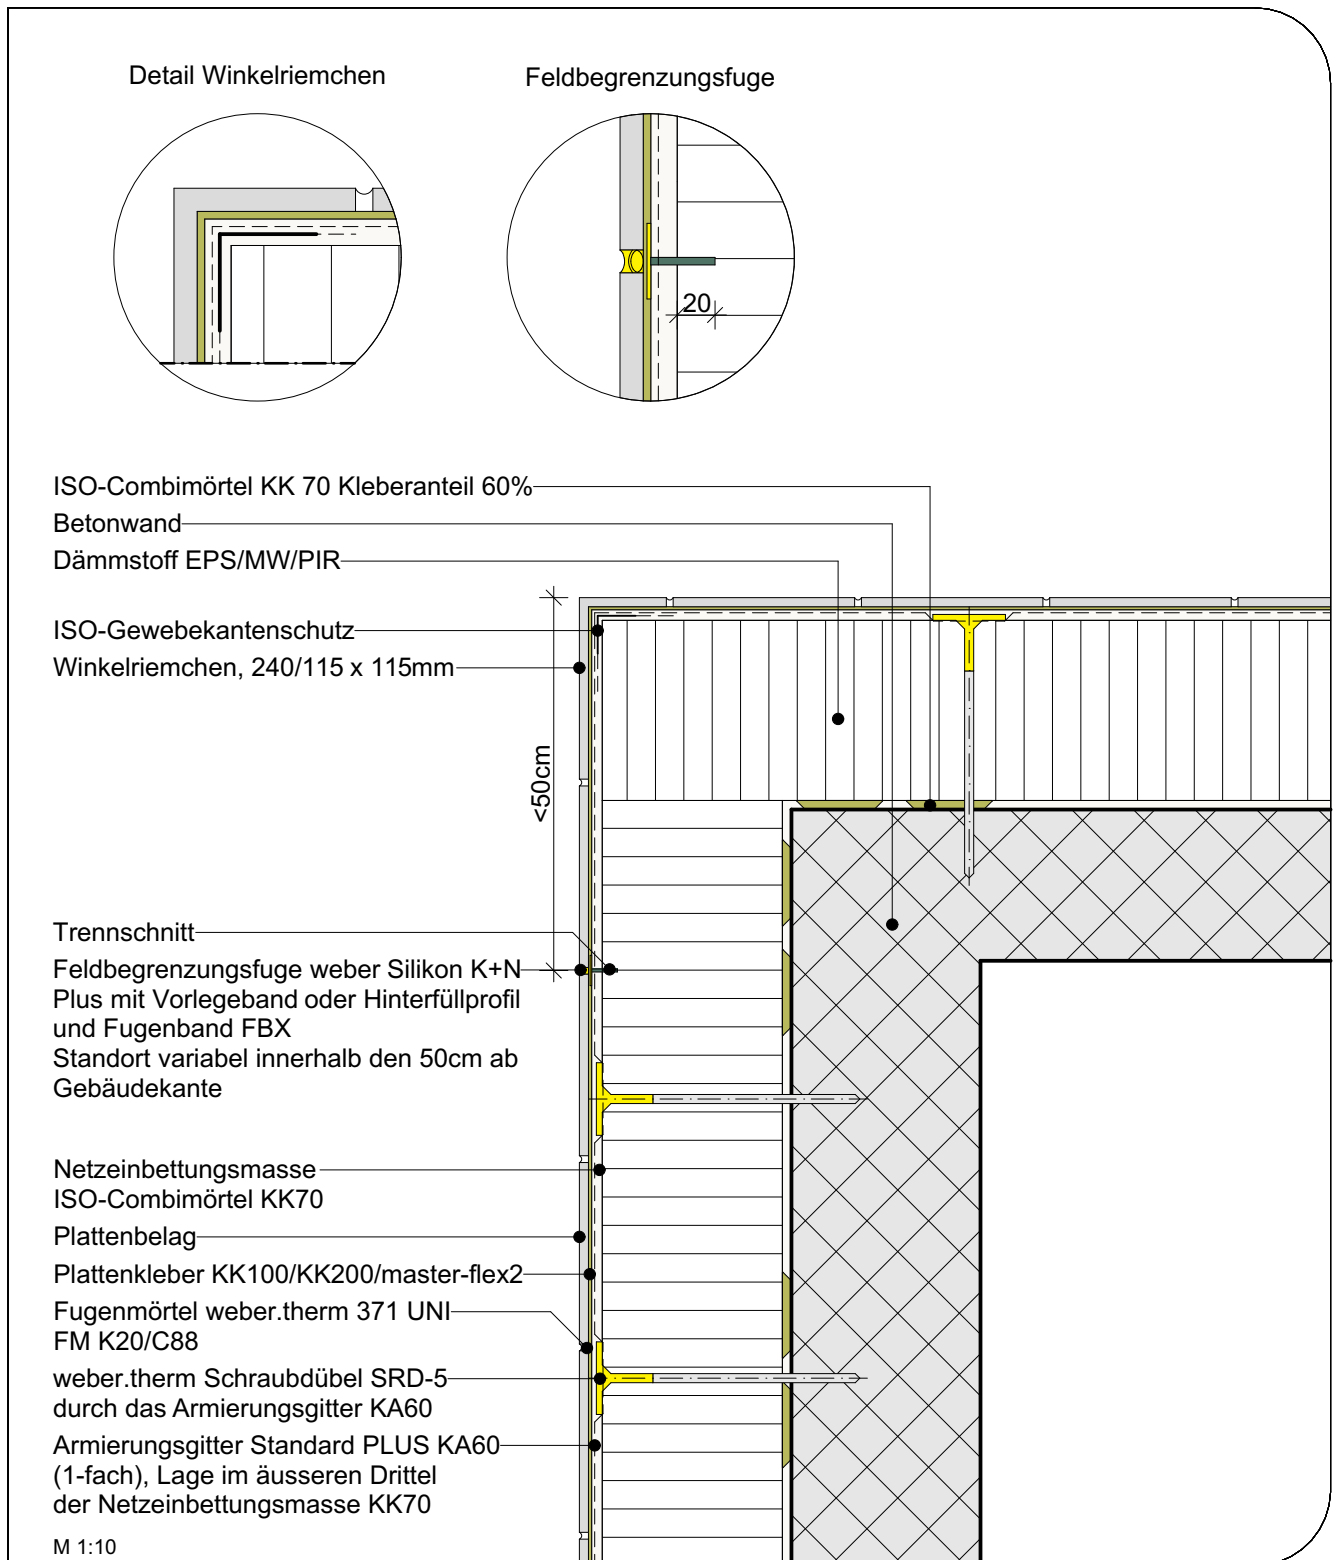 Detail Winkelriemchen
Feldbegrenzungsfuge
20
ISO-Combimörtel KK 70 Kleberanteil 60%
Betonwand
Dämmstoff EPS/MW/PIR
ISO-Gewebekantenschutz
Winkelriemchen, 240/115 x 115mm
<50cm
Trennschnitt
Feldbegrenzungsfuge weber Silikon K+N
Plus mit Vorlegeband oder Hinterfüllprofil
und Fugenband FBX
Standort variabel innerhalb den 50cm ab
Gebäudekante
Netzeinbettungsmasse
ISO-Combimörtel KK70
Plattenbelag
Plattenkleber KK100/KK200/master-flex2
Fugenmörtel weber.therm 371 UNI
FM K20/C88
weber.therm Schraubdübel SRD-5
durch das Armierungsgitter KA60
Armierungsgitter Standard PLUS KA60
(1-fach), Lage im äusseren Drittel
der Netzeinbettungsmasse KK70
M 1:10